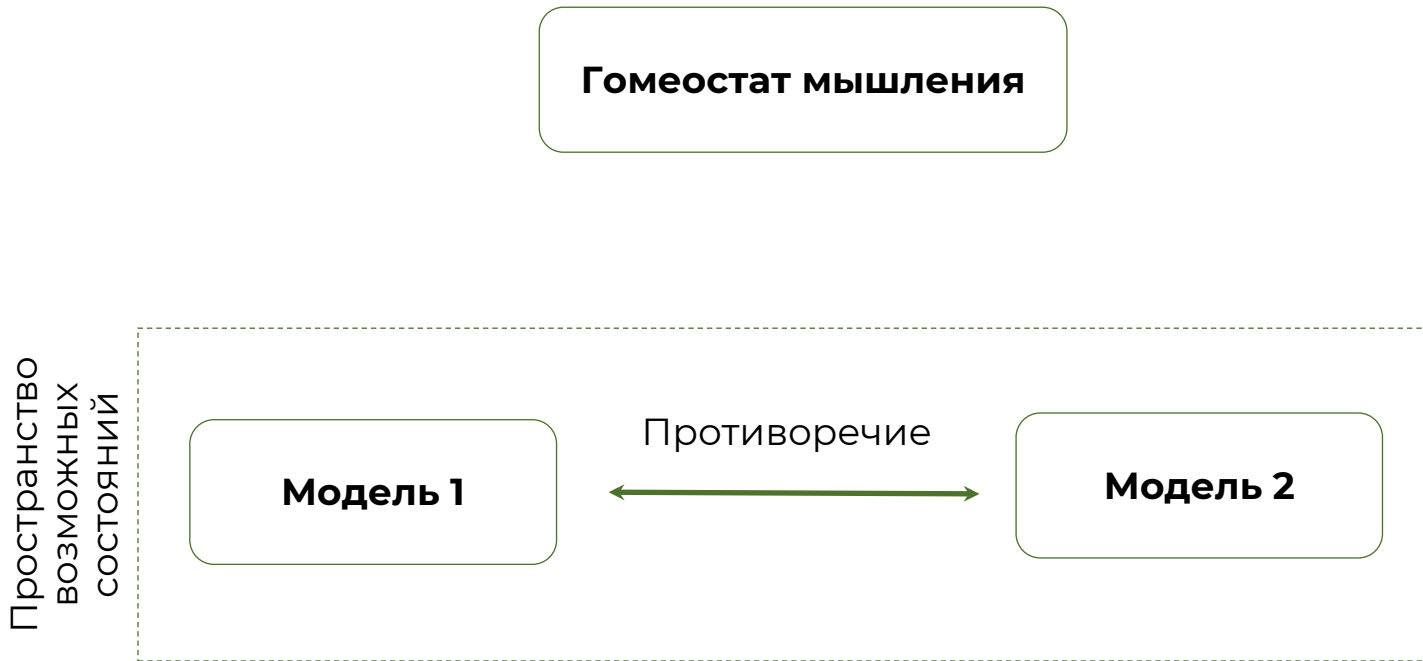 Гомеостат мышления
Пространство
возможных
состояний
Противоречие
Модель 1
Модель 2